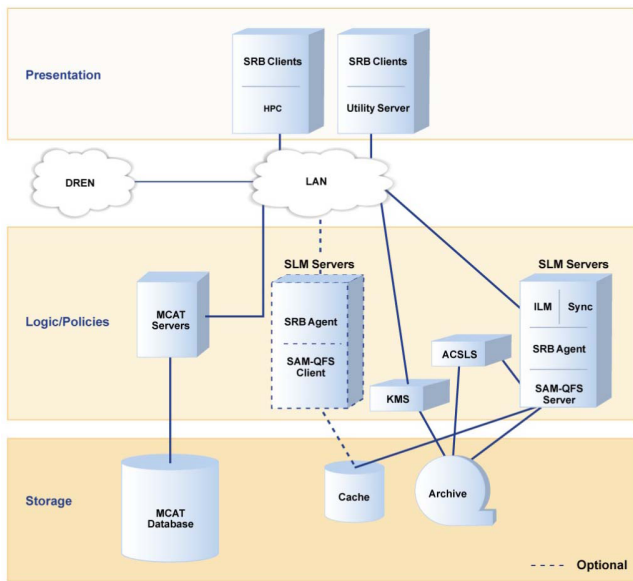 SRB Clients
HPC
SRB Clients
Utility Server
Presentation
DREN
LAN
SLM Servers
SLM Servers
MCAT
Servers
Logic/Policies
SRB Agent
SAM-QFS
Client
ILM
Sync
SRB Agent
SAM-QFS
Server
ACSLS
KMS
Storage
MCAT
Database
Cache
Archive
Optional